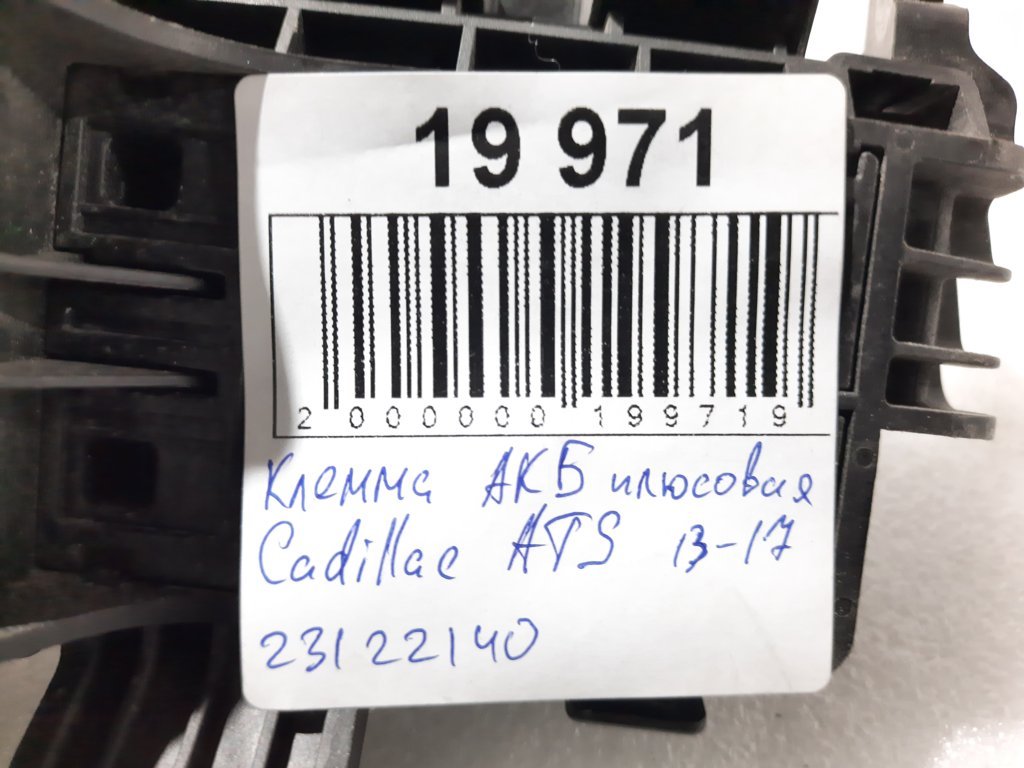 19 971
2 000000 199719
Клемма АКБ плюсовая
Cadillac ATS 13-17
23122140